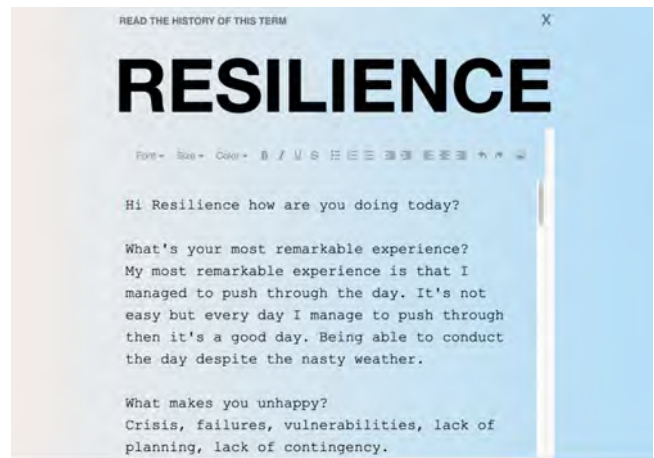 READ THE HISTORY OF THIS TERM
X
RESILIENCE
Font Size Color B I U S
Hi Resilience how are you doing today?
What's your most remarkable experience?
My most remarkable experience is that I
managed to push through the day. It's not
easy but every day I manage to push through
then it's a good day. Being able to conduct
the day despite the nasty weather.
What makes you unhappy?
Crisis, failures, vulnerabilities, lack of
planning, lack of contingency.